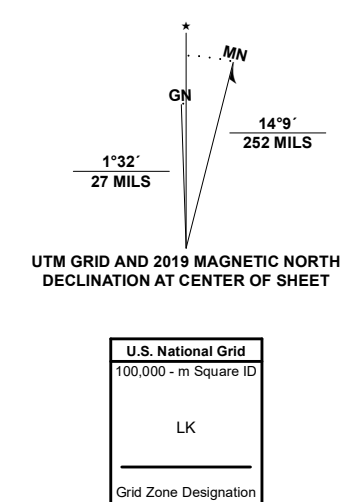 MN
GN
14°9´
252 MILS
1°32´
27 MILS
UTM GRID AND 2019 MAGNETIC NORTH
DECLINATION AT CENTER OF SHEET
U.S. National Grid
100,000 - m Square ID
LK
Grid Zone Designation